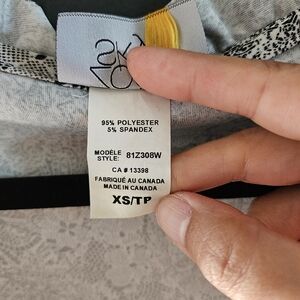 95% POLYESTER
5% SPANDEX
MODÈLE
STYLE: 81Z308W
CA # 13398
FABRIQUÉ AU CANADA
MADE IN CANADA
XS/TP